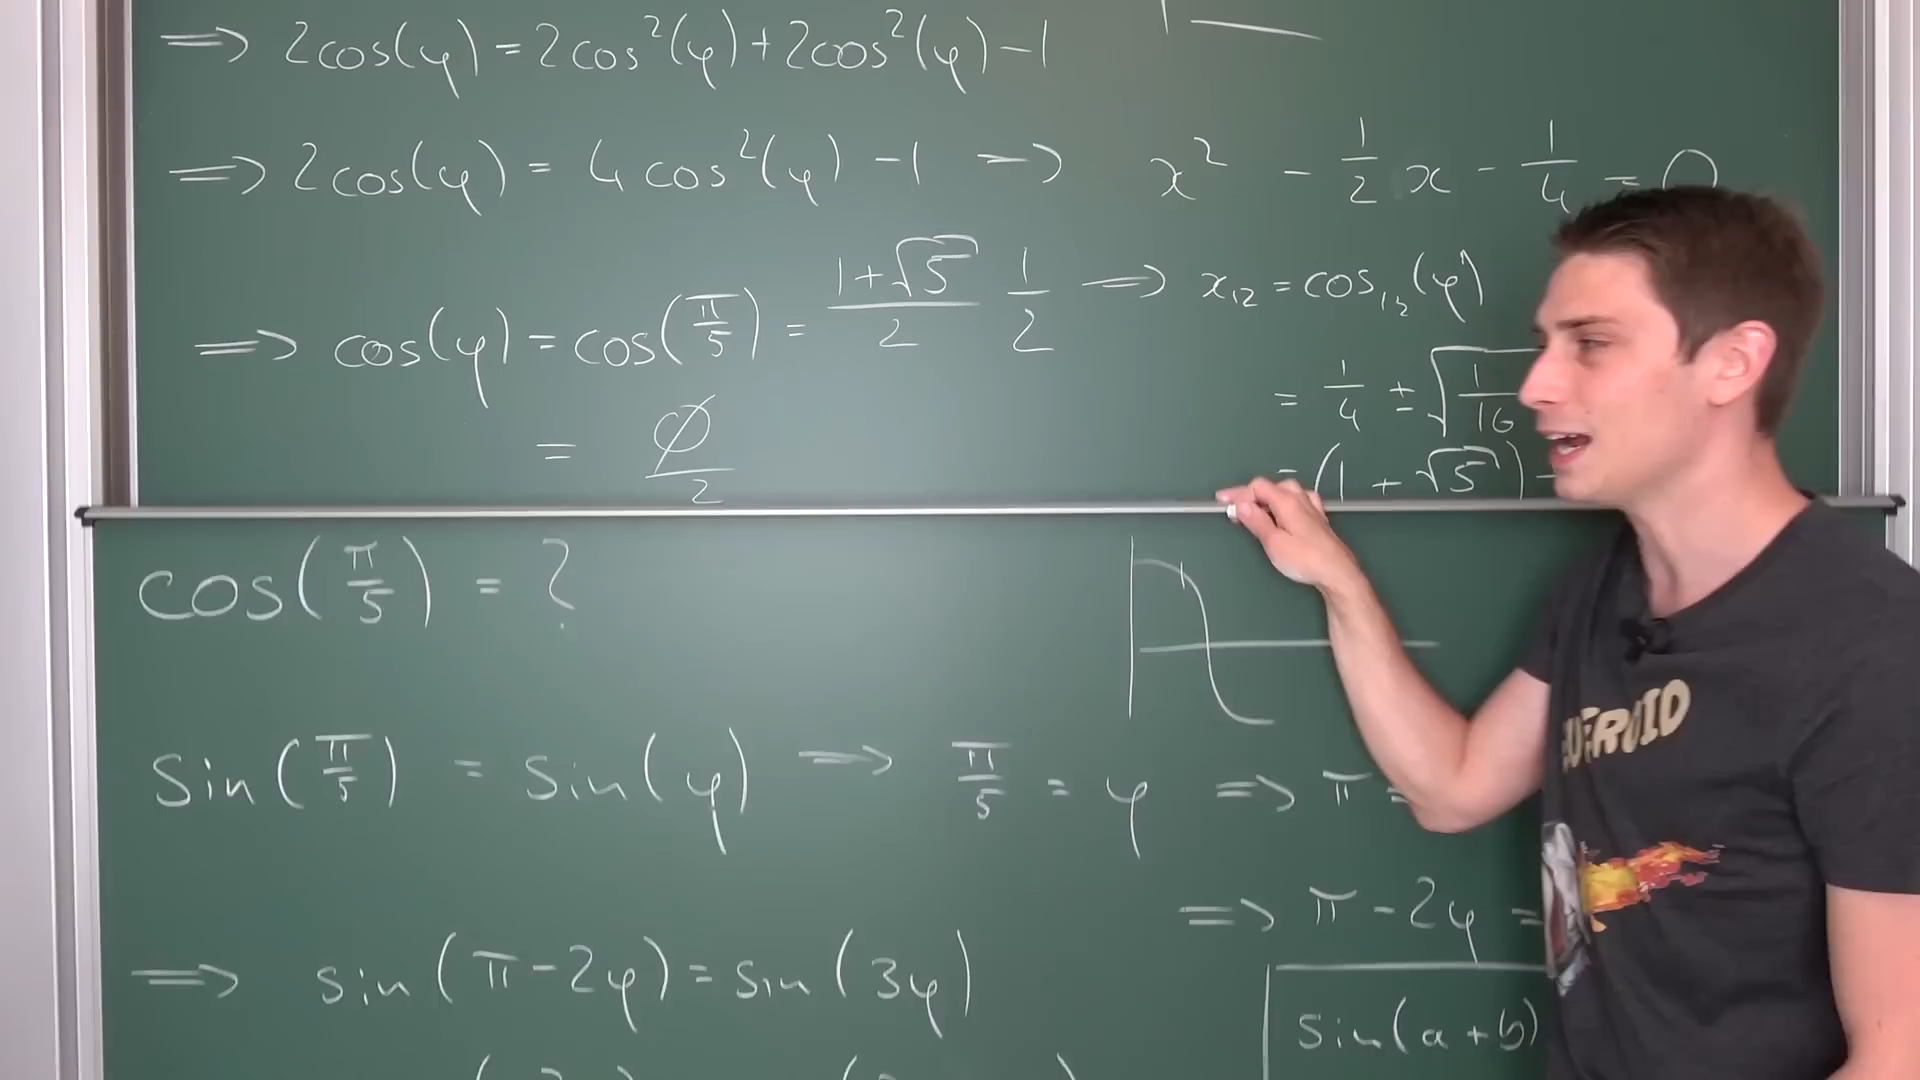 ⟹ 2cos(φ) = 2cos²(φ) + 2cos²(φ) − 1
⟹ 2cos(φ) = 4cos²(φ) − 1 → x² − 1/2 x − 1/4 = 0
⟹ cos(φ) = cos(π/5) = (1+√5)/2 1/2 ⟹ x₁₂ = cos₁₂(φ)
= 1/4 ± √1/16
= ϕ/2
= (1 + √5)
cos(π/5) = ?
sin(π/5) = sin(φ) ⟹ π/5 = φ ⟹ π =
⟹ π − 2φ =
⟹ sin(π − 2φ) = sin(3φ)
sin(a + b)